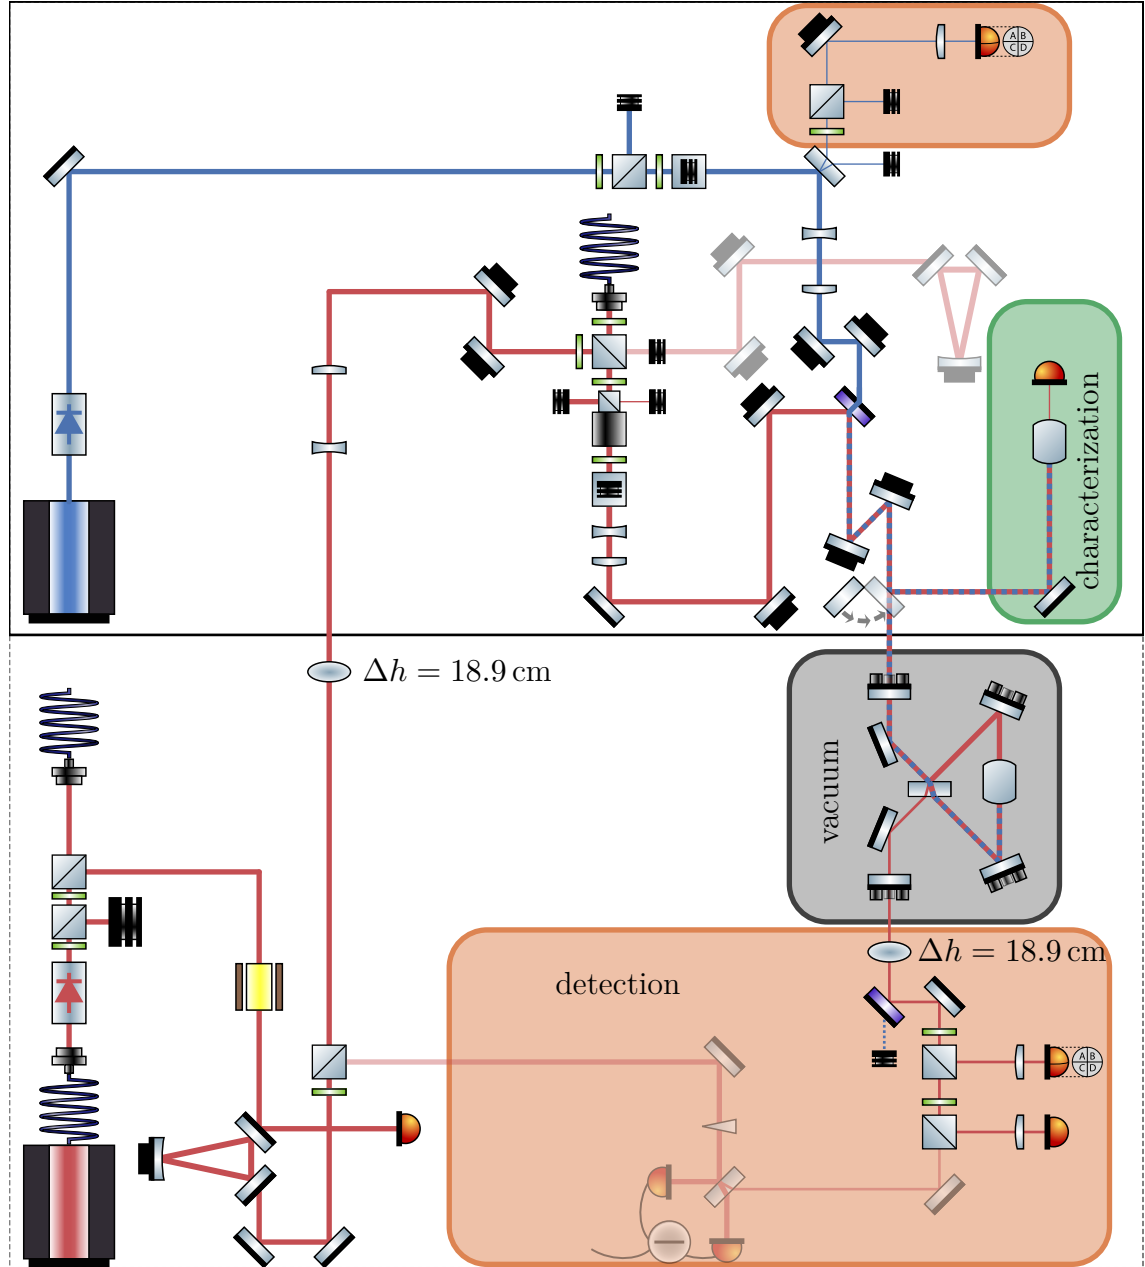 A B
C D
characterization
Δh = 18.9 cm
vacuum
Δh = 18.9 cm
detection
A B
C D